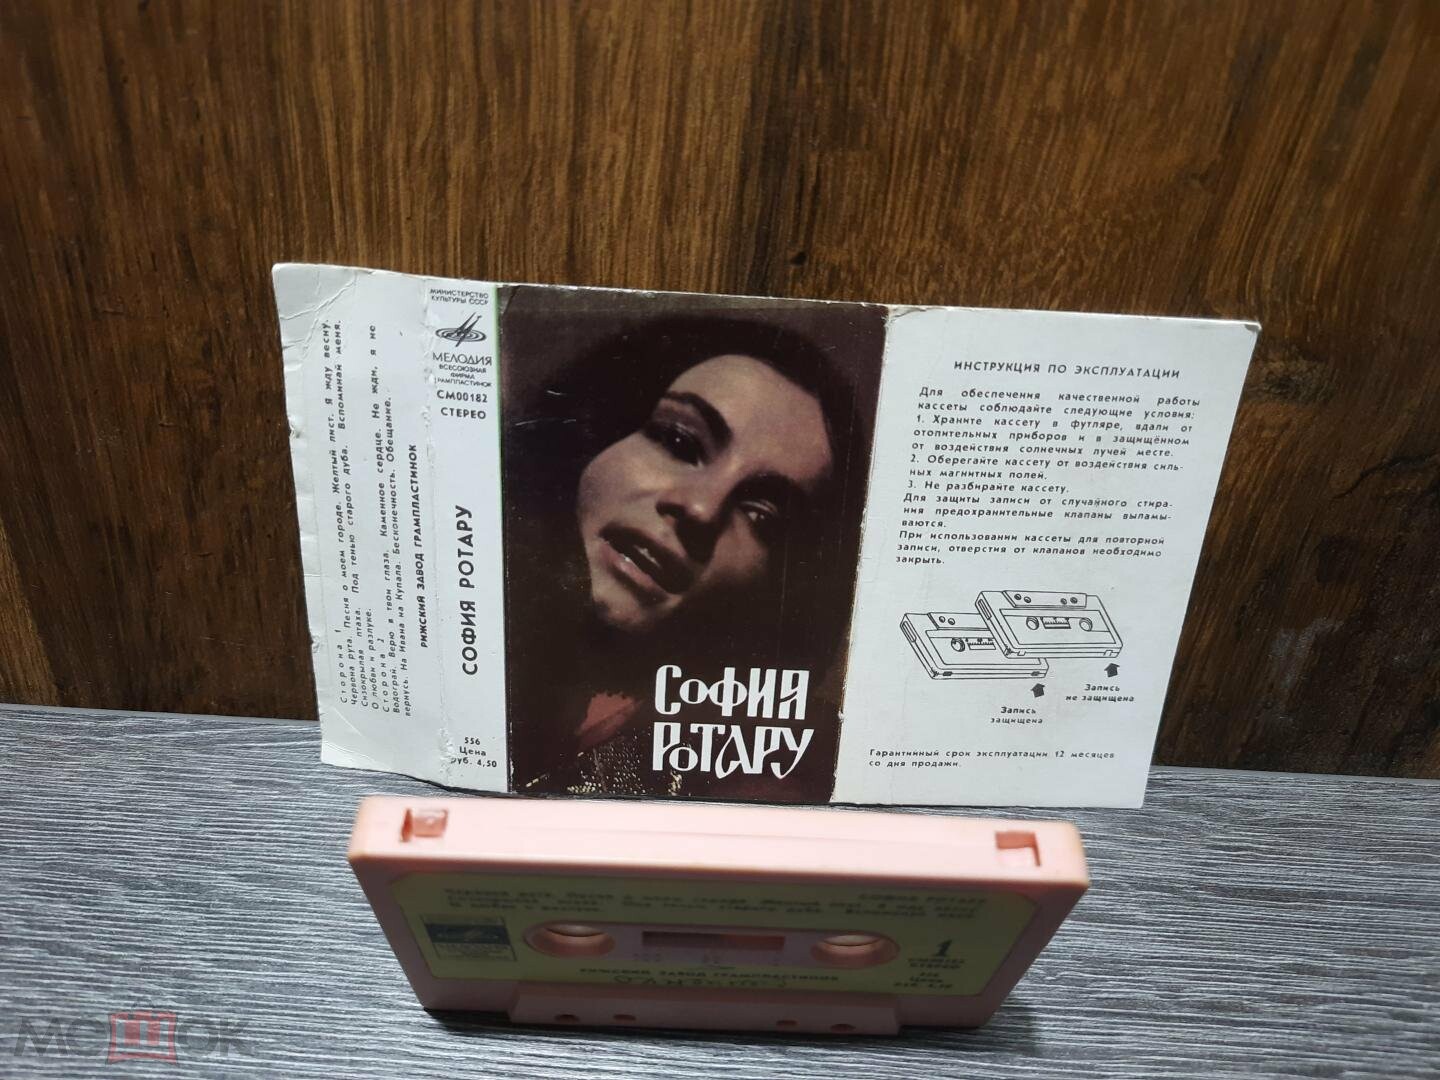 Сторона 1
Червона рута. Песня о моем городе. Желтый лист. Я жду весну.
Сизокрылая птаха. Под тенью старого дуба. Вспоминай меня.
О любви и разлуке.
Сторона 2
Водограй. Верю в твои глаза. Каменное сердце. Не жди, я не
вернусь. На Ивана на Купала. Бесконечность. Обещание.
РИЖСКИЙ ЗАВОД ГРАМПЛАСТИНОК
МИНИСТЕРСТВО
КУЛЬТУРЫ СССР
МЕЛОДИЯ
ВСЕСОЮЗНАЯ
ФИРМА
ГРАМПЛАСТИНОК
СМ00182
СТЕРЕО
СОФИЯ РОТАРУ
556
Цена
руб. 4,50
СОФИЯ
РОТАРУ
ИНСТРУКЦИЯ ПО ЭКСПЛУАТАЦИИ
Для обеспечения качественной работы
кассеты соблюдайте следующие условия:
1. Храните кассету в футляре, вдали от
отопительных приборов и в защищённом
от воздействия солнечных лучей месте.
2. Оберегайте кассету от воздействия силь-
ных магнитных полей.
3. Не разбирайте кассету.
Для защиты записи от случайного стира-
ния предохранительные клапаны выламы-
ваются.
При использовании кассеты для повторной
записи, отверстия от клапанов необходимо
закрыть.
Запись
не защищена
Запись
защищена
Гарантийный срок эксплуатации 12 месяцев
со дня продажи.
СОФИЯ РОТАРУ
1
СТЕРЕО
Цена
РИЖСКИЙ ЗАВОД ГРАМПЛАСТИНОК
МЕШОК